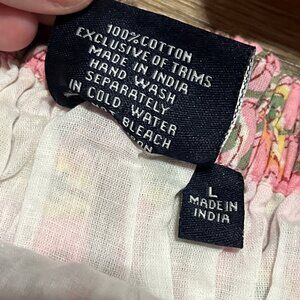 100% COTTON
EXCLUSIVE OF TRIMS
MADE IN INDIA
HAND WASH
SEPARATELY
IN COLD WATER
BLEACH
L
MADE IN
INDIA